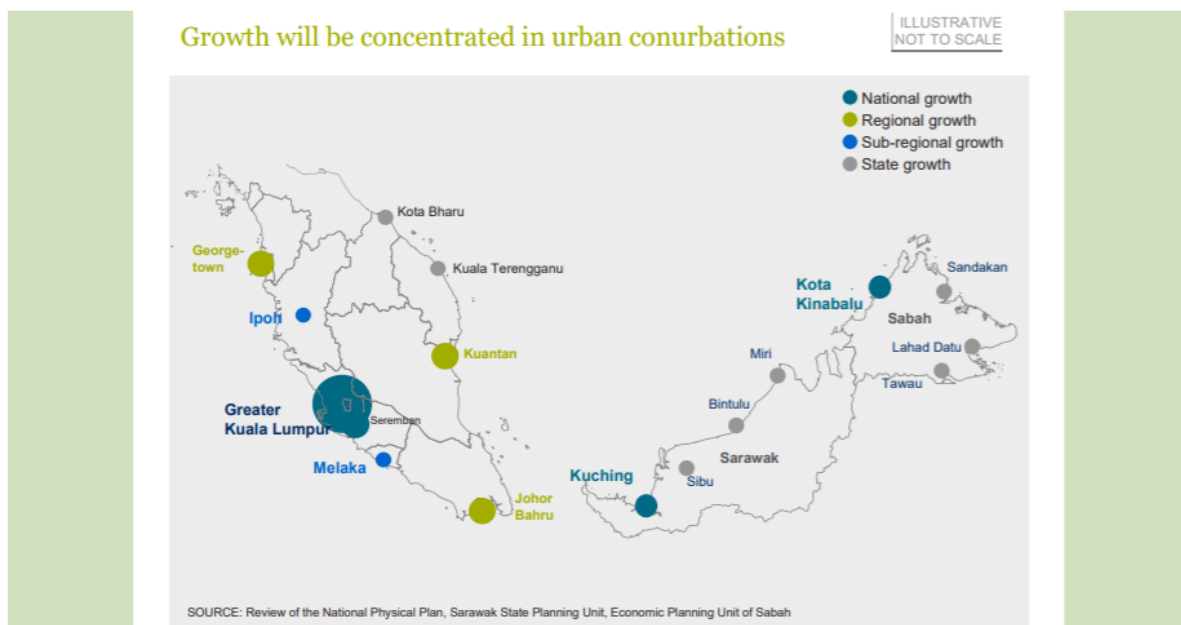 Growth will be concentrated in urban conurbations
ILLUSTRATIVE
NOT TO SCALE
National growth
Regional growth
Sub-regional growth
State growth
Kota Bharu
George-
town
Kuala Terengganu
Ipoh
Kuantan
Greater
Kuala Lumpur
Seremban
Melaka
Johor
Bahru
Sandakan
Kota
Kinabalu
Sabah
Lahad Datu
Miri
Tawau
Bintulu
Sarawak
Kuching
Sibu
SOURCE: Review of the National Physical Plan, Sarawak State Planning Unit, Economic Planning Unit of Sabah